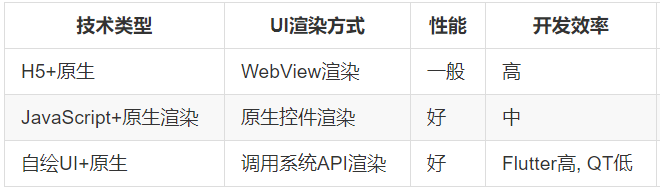 技术类型 UI渲染方式 性能 开发效率
H5+原生 WebView渲染 一般 高
JavaScript+原生渲染 原生控件渲染 好 中
自绘UI+原生 调用系统API渲染 好 Flutter高, QT低